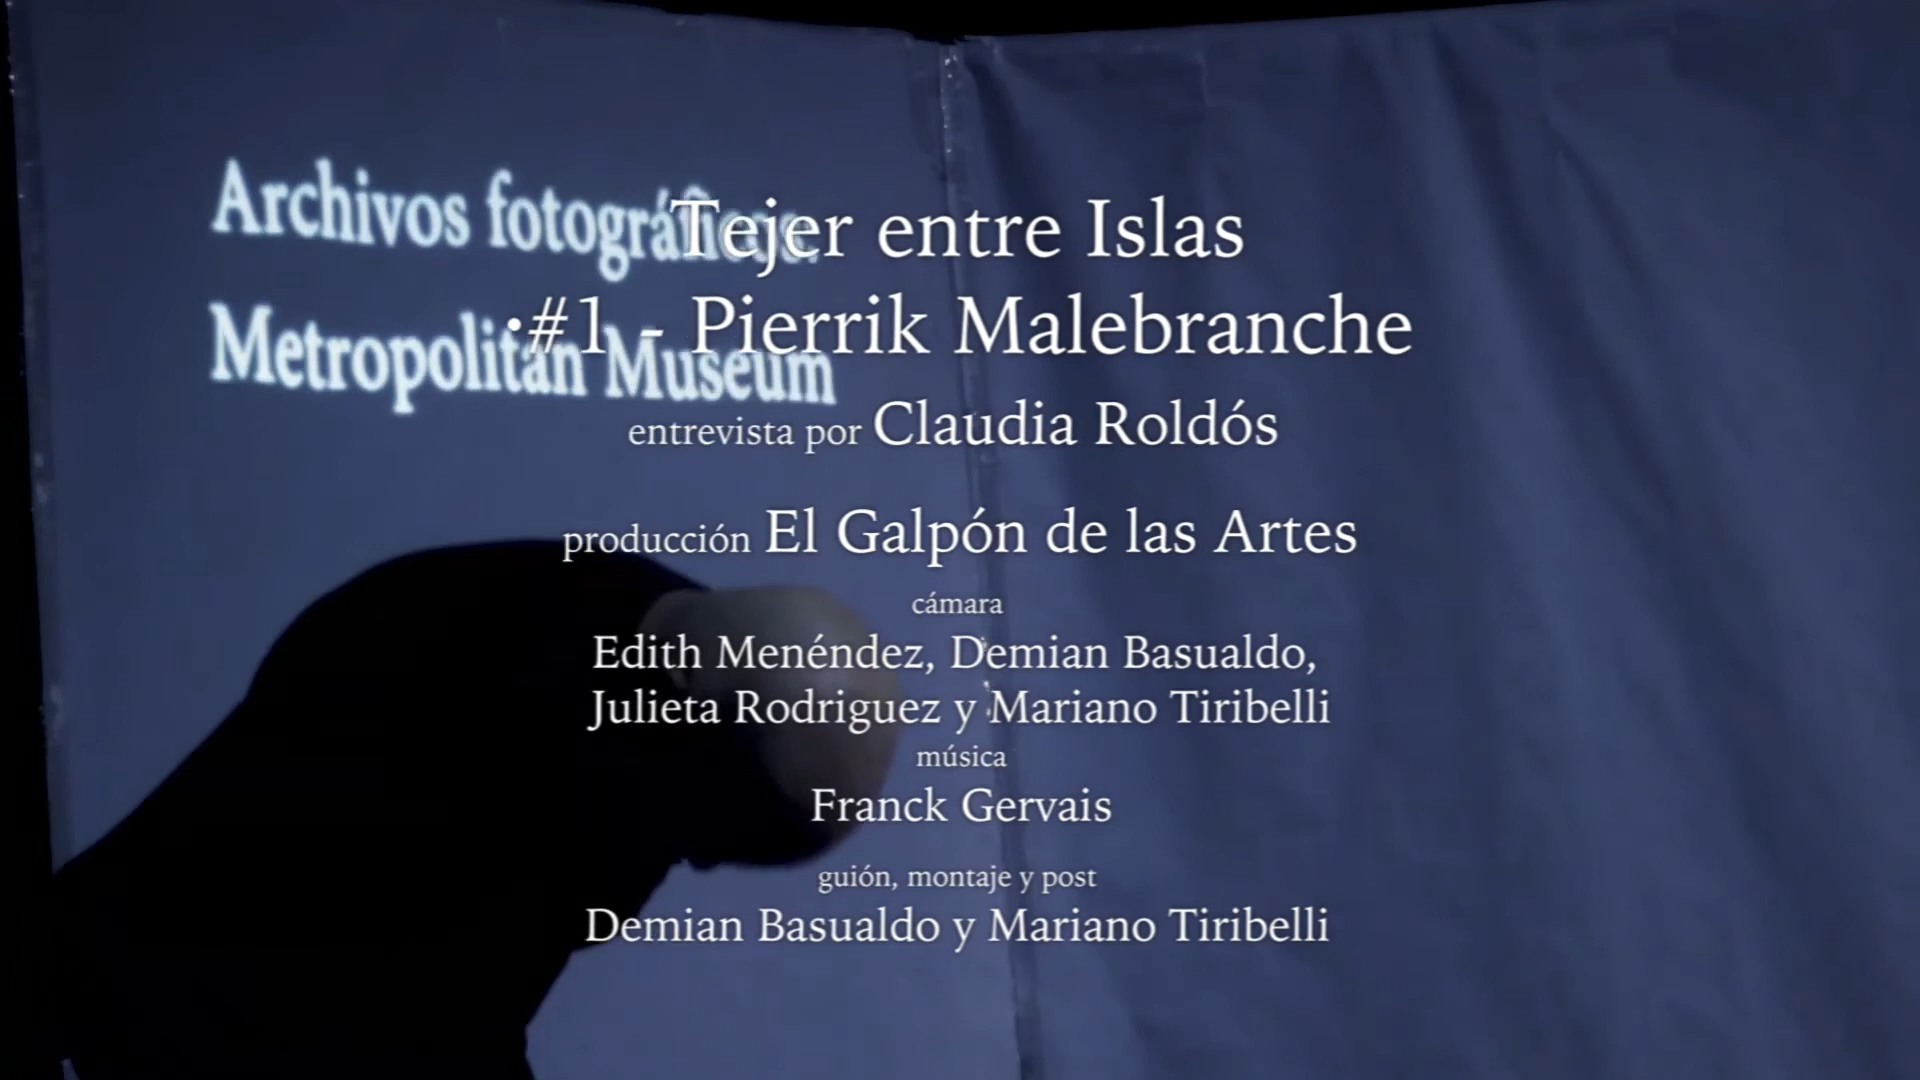 Archivos fotográficos:
Metropolitan Museum
Tejer entre Islas
·#1 - Pierrik Malebranche
entrevista por Claudia Roldós
producción El Galpón de las Artes
cámara
Edith Menéndez, Demian Basualdo,
Julieta Rodriguez y Mariano Tiribelli
música
Franck Gervais
guión, montaje y post
Demian Basualdo y Mariano Tiribelli